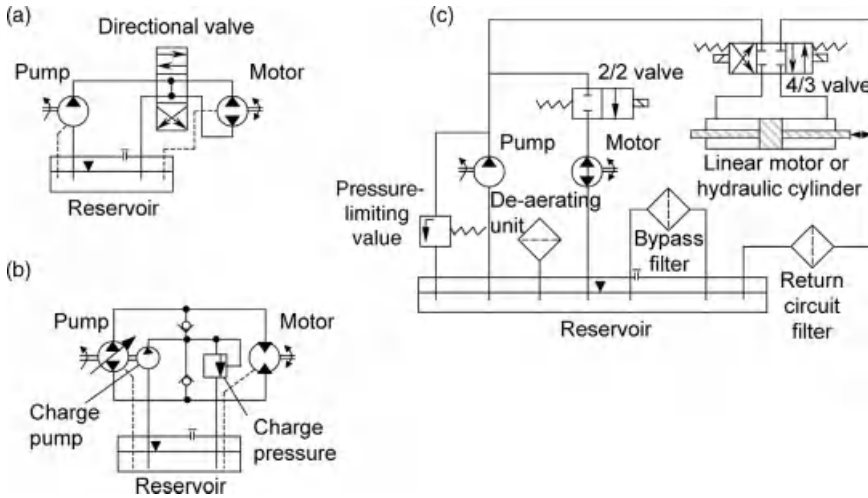 (a)
Directional valve
Pump
Motor
Reservoir
(b)
Pump
Motor
Charge
pump
Charge
pressure
Reservoir
(c)
2/2 valve
4/3 valve
Pump
Motor
Linear motor or
hydraulic cylinder
Pressure-
limiting
value
De-aerating
unit
Bypass
filter
Return
circuit
filter
Reservoir